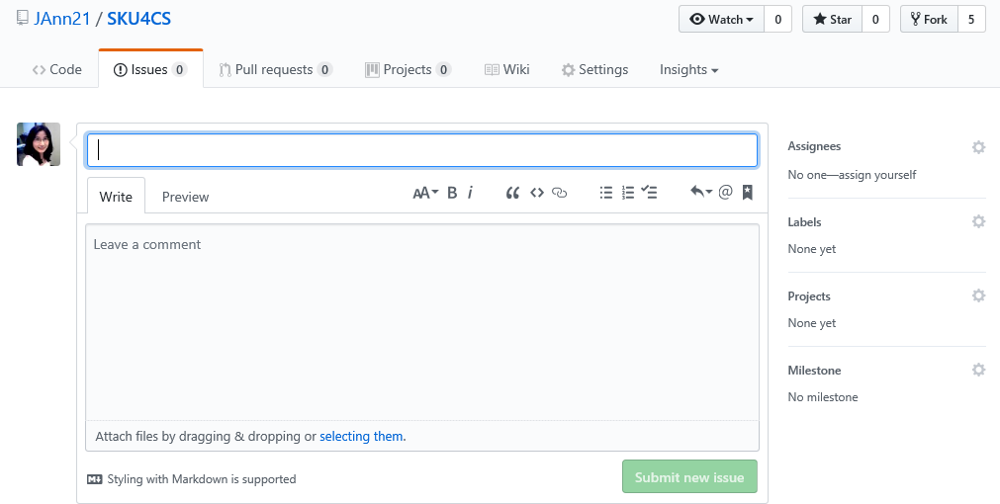 JAnn21 / SKU4CS
Watch 0 Star 0 Fork 5
Code Issues 0 Pull requests 0 Projects 0 Wiki Settings Insights
Assignees
No one—assign yourself
Write Preview AA B i @
Leave a comment
Labels
None yet
Projects
None yet
Milestone
No milestone
Attach files by dragging & dropping or selecting them.
Styling with Markdown is supported
Submit new issue